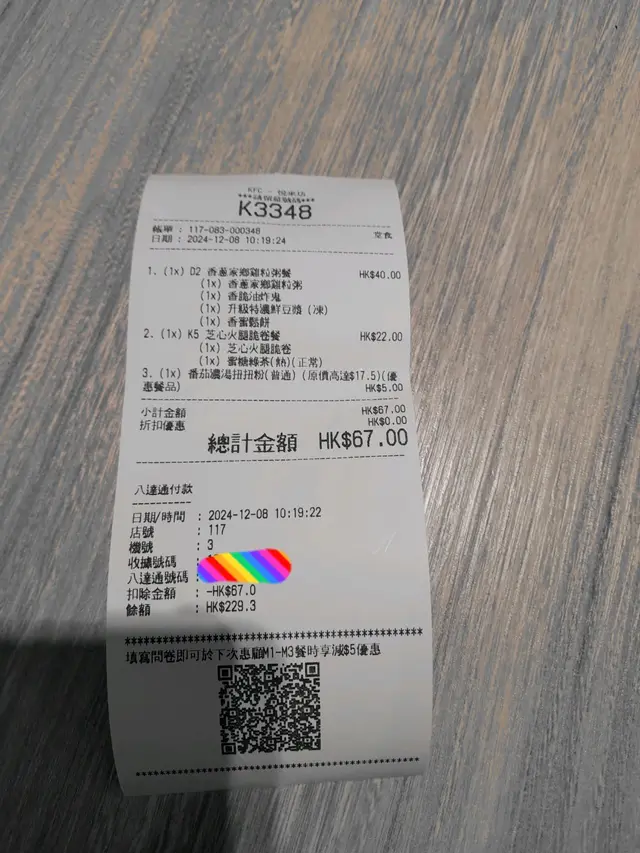 KFC - 悅來坊
***請保留號碼***
K3348
帳單 : 117-083-000348
堂食
日期 : 2024-12-08 10:19:24
1. (1x) D2 香蔥家鄉雞粒粥餐 HK$40.00
(1x) 香蔥家鄉雞粒粥
(1x) 香脆油炸鬼
(1x) 升級特濃鮮豆漿 (凍)
(1x) 香蜜鬆餅
2. (1x) K5 芝心火腿脆卷餐 HK$22.00
(1x) 芝心火腿脆卷
(1x) 蜜糖綠茶(熱)(正常)
3. (1x) 番茄濃湯扭扭粉(普通) (原價高達$17.5)(優
惠餐品) HK$5.00
小計金額 HK$67.00
折扣優惠 HK$0.00
總計金額 HK$67.00
八達通付款
日期/時間 : 2024-12-08 10:19:22
店號 : 117
機號 : 3
收據號碼 :
八達通號碼 :
扣除金額 : -HK$67.0
餘額 : HK$229.3
填寫問卷即可於下次惠顧M1-M3餐時享減$5優惠